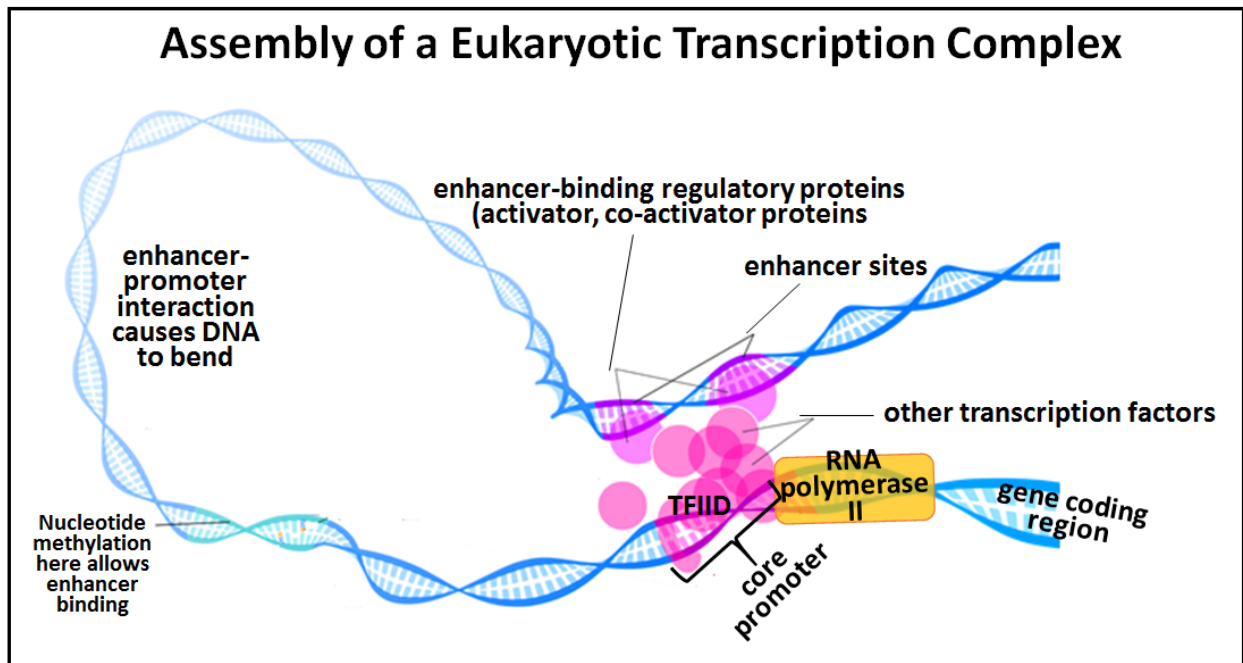 Assembly of a Eukaryotic Transcription Complex
enhancer-binding regulatory proteins
(activator, co-activator proteins
enhancer-
promoter
interaction
causes DNA
to bend
enhancer sites
other transcription factors
RNA
polymerase
II
TFIID
gene coding
region
Nucleotide
methylation
here allows
enhancer
binding
core
promoter